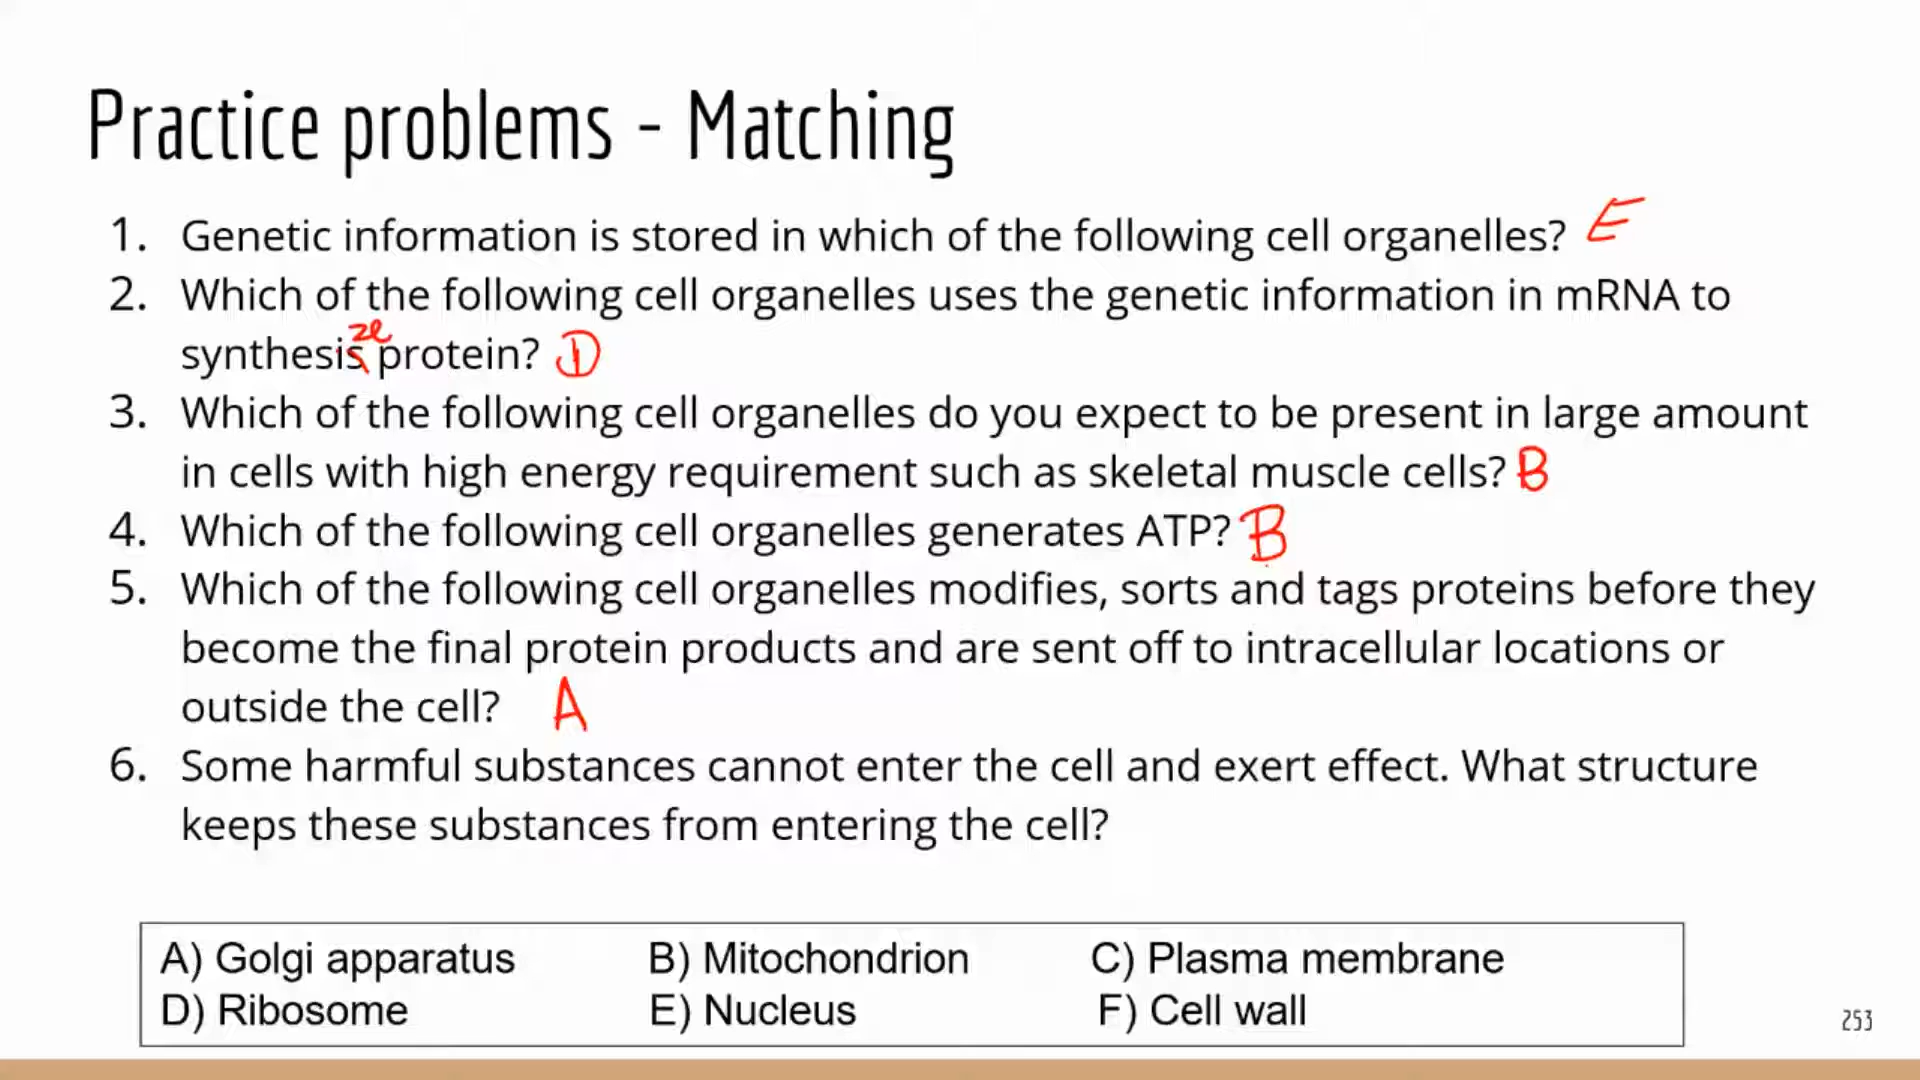 Practice problems - Matching
1. Genetic information is stored in which of the following cell organelles? E
2. Which of the following cell organelles uses the genetic information in mRNA to
ze
synthesis protein? D
3. Which of the following cell organelles do you expect to be present in large amount
in cells with high energy requirement such as skeletal muscle cells? B
4. Which of the following cell organelles generates ATP? B
5. Which of the following cell organelles modifies, sorts and tags proteins before they
become the final protein products and are sent off to intracellular locations or
outside the cell? A
6. Some harmful substances cannot enter the cell and exert effect. What structure
keeps these substances from entering the cell?
A) Golgi apparatus B) Mitochondrion C) Plasma membrane
D) Ribosome E) Nucleus F) Cell wall
253